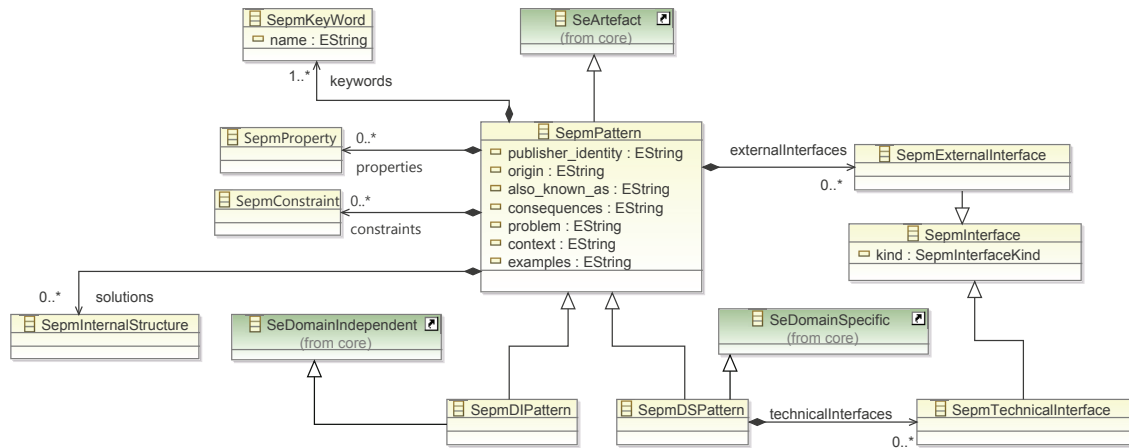 SepmKeyWord
name : EString
SeArtefact
(from core)
1..*
keywords
SepmPattern
publisher_identity : EString
origin : EString
also_known_as : EString
consequences : EString
problem : EString
context : EString
examples : EString
SepmProperty
0..*
properties
externalInterfaces
0..*
SepmExternalInterface
SepmConstraint
0..*
constraints
SepmInterface
kind : SepmInterfaceKind
0..*
solutions
SepmInternalStructure
SeDomainIndependent
(from core)
SeDomainSpecific
(from core)
SepmDIPattern
SepmDSPattern
technicalInterfaces
0..*
SepmTechnicalInterface